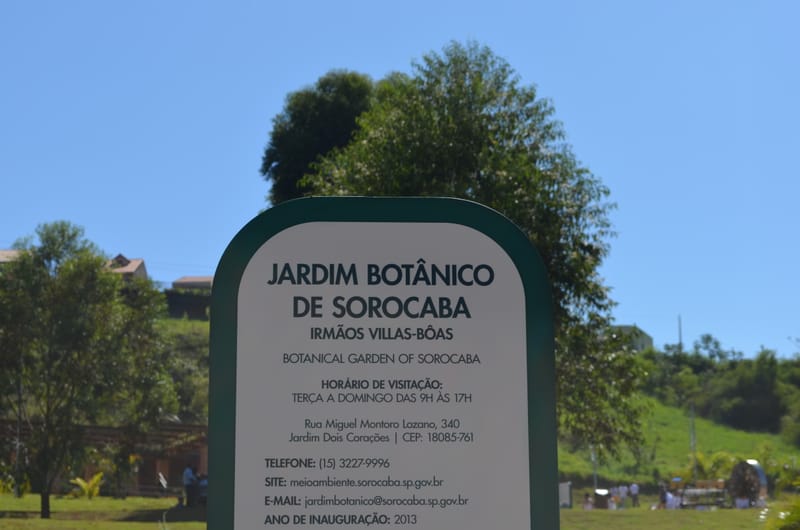 JARDIM BOTÂNICO
DE SOROCABA
IRMÃOS VILLAS-BÔAS
BOTANICAL GARDEN OF SOROCABA
HORÁRIO DE VISITAÇÃO:
TERÇA A DOMINGO DAS 9H ÀS 17H
Rua Miguel Montoro Lozano, 340
Jardim Dois Corações | CEP: 18085-761
TELEFONE: (15) 3227-9996
SITE: meioambiente.sorocaba.sp.gov.br
E-MAIL: jardimbotanico@sorocaba.sp.gov.br
ANO DE INAUGURAÇÃO: 2013